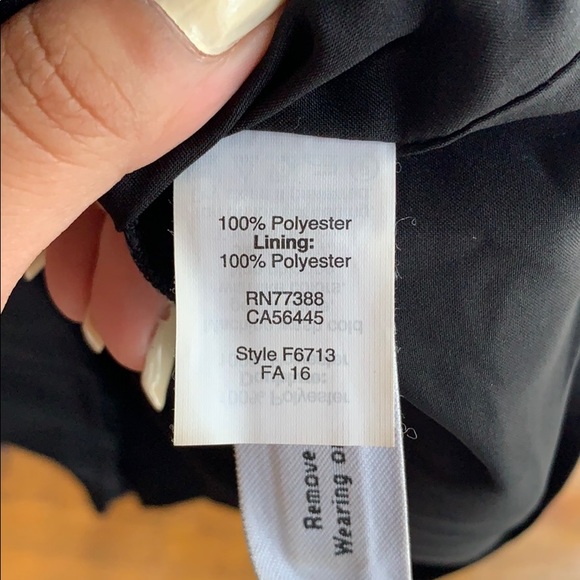 100% Polyester
Lining:
100% Polyester
RN77388
CA56445
Style F6713
FA 16
Remove
Wearing